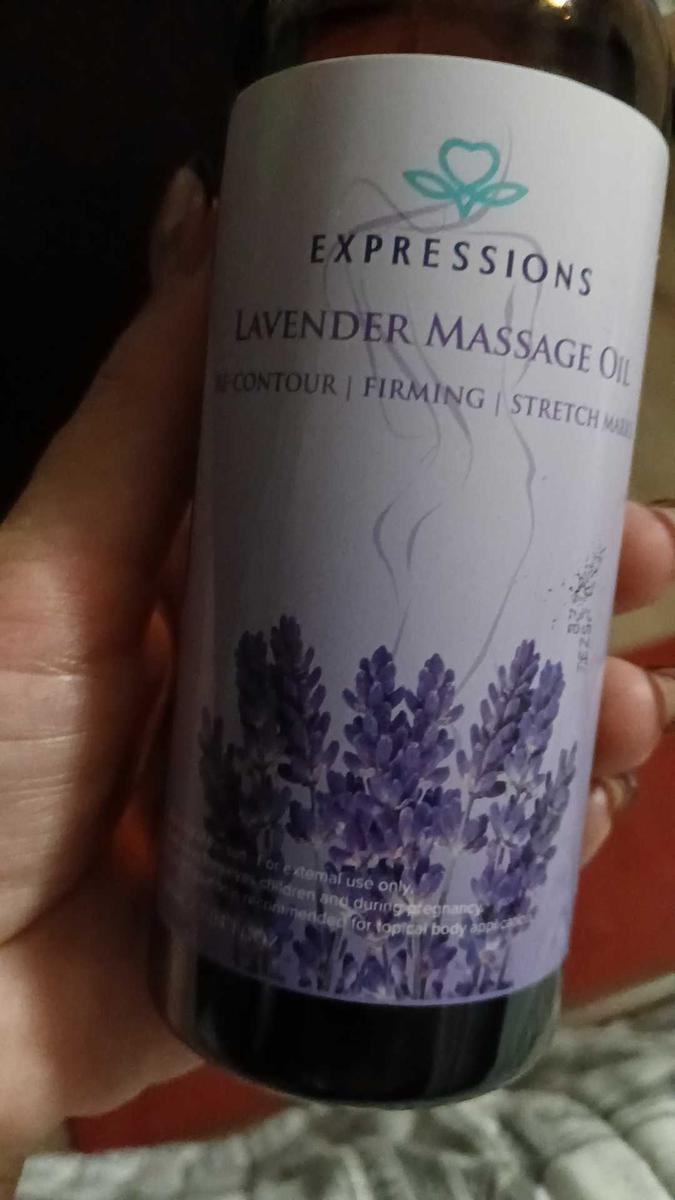 EXPRESSIONS
LAVENDER MASSAGE OIL
-CONTOUR | FIRMING | STRETCH MARKS
For external use only.
children and during pregnancy.
recommended for topical body application